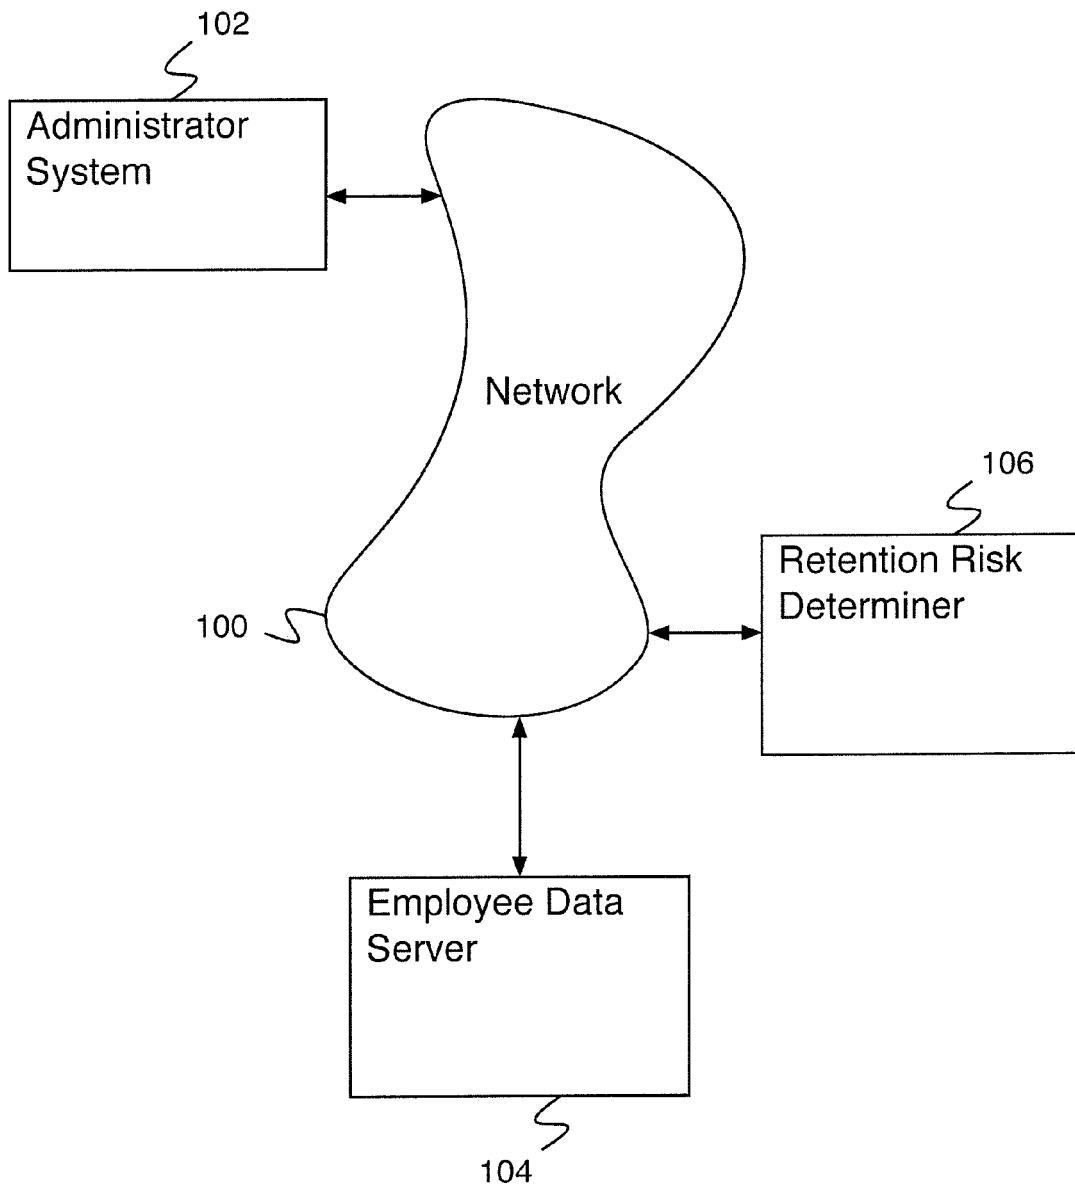 102
Administrator
System
Network
106
Retention Risk
Determiner
100
Employee Data
Server
104